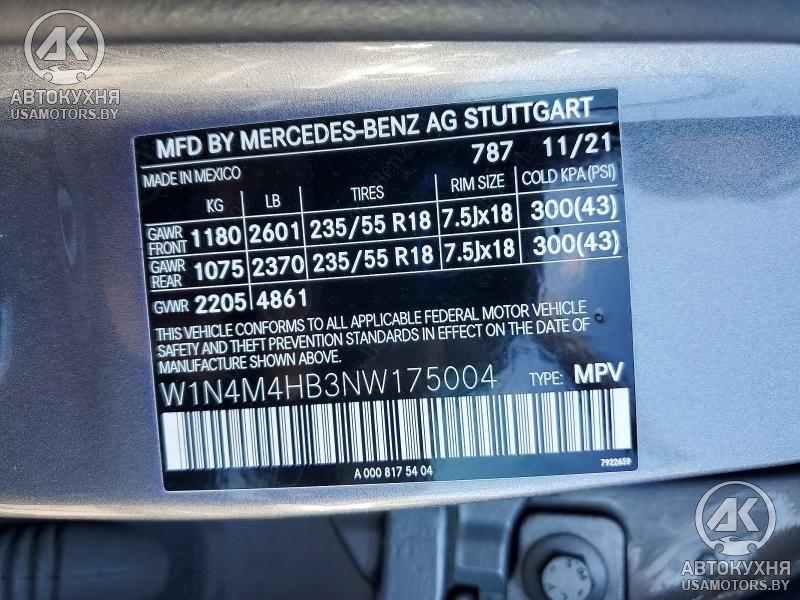 AK
АВТОКУХНЯ
USAMOTORS.BY
MFD BY MERCEDES-BENZ AG STUTTGART
787 11/21
MADE IN MEXICO
KG LB TIRES RIM SIZE COLD KPA(PSI)
GAWR FRONT 1180 2601 235/55 R18 7.5Jx18 300(43)
GAWR REAR 1075 2370 235/55 R18 7.5Jx18 300(43)
GVWR 2205 4861
THIS VEHICLE CONFORMS TO ALL APPLICABLE FEDERAL MOTOR VEHICLE
SAFETY AND THEFT PREVENTION STANDARDS IN EFFECT ON THE DATE OF
MANUFACTURE SHOWN ABOVE.
W1N4M4HB3NW175004 TYPE: MPV
A 000 817 54 04
7922659
AK
АВТОКУХНЯ
USAMOTORS.BY